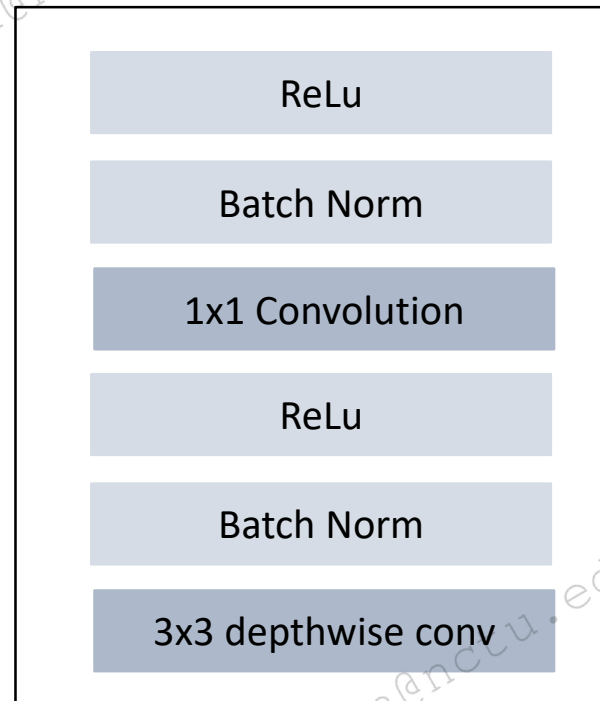 ReLu
Batch Norm
1x1 Convolution
ReLu
Batch Norm
3x3 depthwise conv